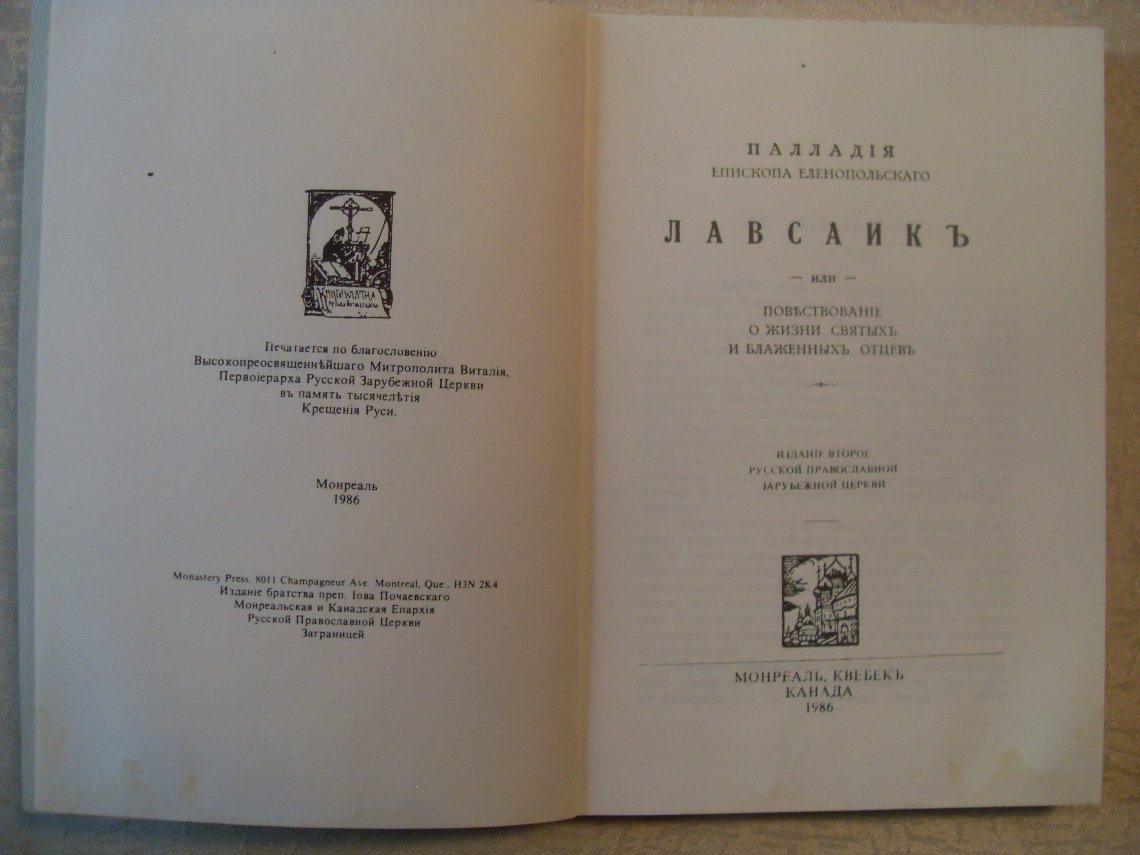 Печатается по благословенію
Высокопреосвященнѣйшаго Митрополита Виталія,
Первоіерарха Русской Зарубежной Церкви
въ память тысячелѣтія
Крещенія Руси.
Монреаль
1986
Monastery Press. 8011 Champagneur Ave. Montreal, Que., H3N 2K4
Изданіе братства преп. Іова Почаевскаго
Монреальская и Канадская Епархія
Русской Православной Церкви
Заграницей
ПАЛЛАДІЯ
ЕПИСКОПА ЕЛЕНОПОЛЬСКАГО
ЛАВСАИКЪ
— ИЛИ —
ПОВѢСТВОВАНІЕ
О ЖИЗНИ СВЯТЫХЪ
И БЛАЖЕННЫХЪ ОТЦЕВЪ
ИЗДАНІЕ ВТОРОЕ
РУССКОЙ ПРАВОСЛАВНОЙ
ЗАРУБЕЖНОЙ ЦЕРКВИ
МОНРЕАЛЬ, КВЕБЕКЪ
КАНАДА
1986